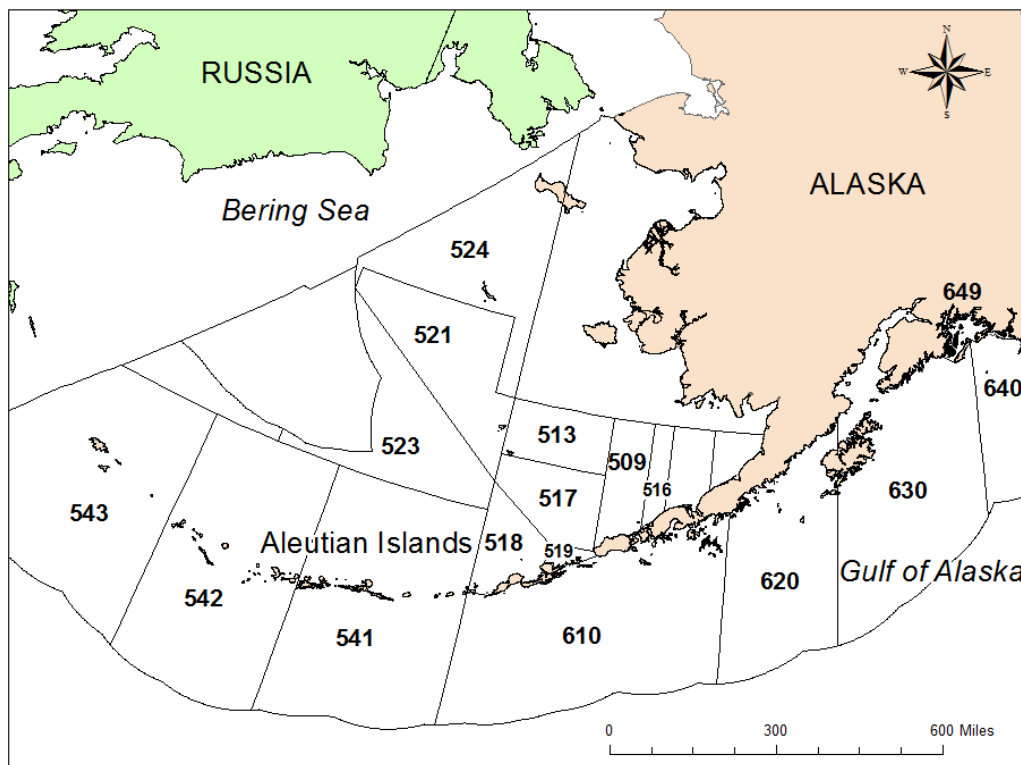 N
W E
S
RUSSIA
ALASKA
Bering Sea
524
649
521
640
513
523
509
516
630
543
517
Aleutian Islands
518
519
620
Gulf of Alaska
542
541
610
0 300 600 Miles